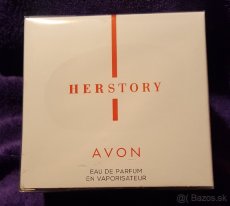 HERSTORY
AVON
EAU DE PARFUM
EN VAPORISATEUR
Bazos.sk